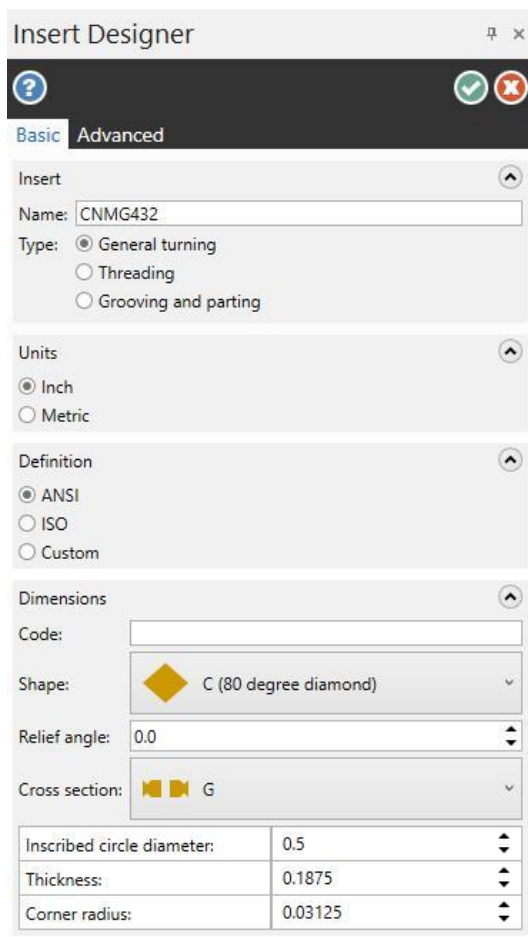 Insert Designer
Basic Advanced
Insert
Name: CNMG432
Type: General turning
Threading
Grooving and parting
Units
Inch
Metric
Definition
ANSI
ISO
Custom
Dimensions
Code:
Shape: C (80 degree diamond)
Relief angle: 0.0
Cross section: G
Inscribed circle diameter: 0.5
Thickness: 0.1875
Corner radius: 0.03125